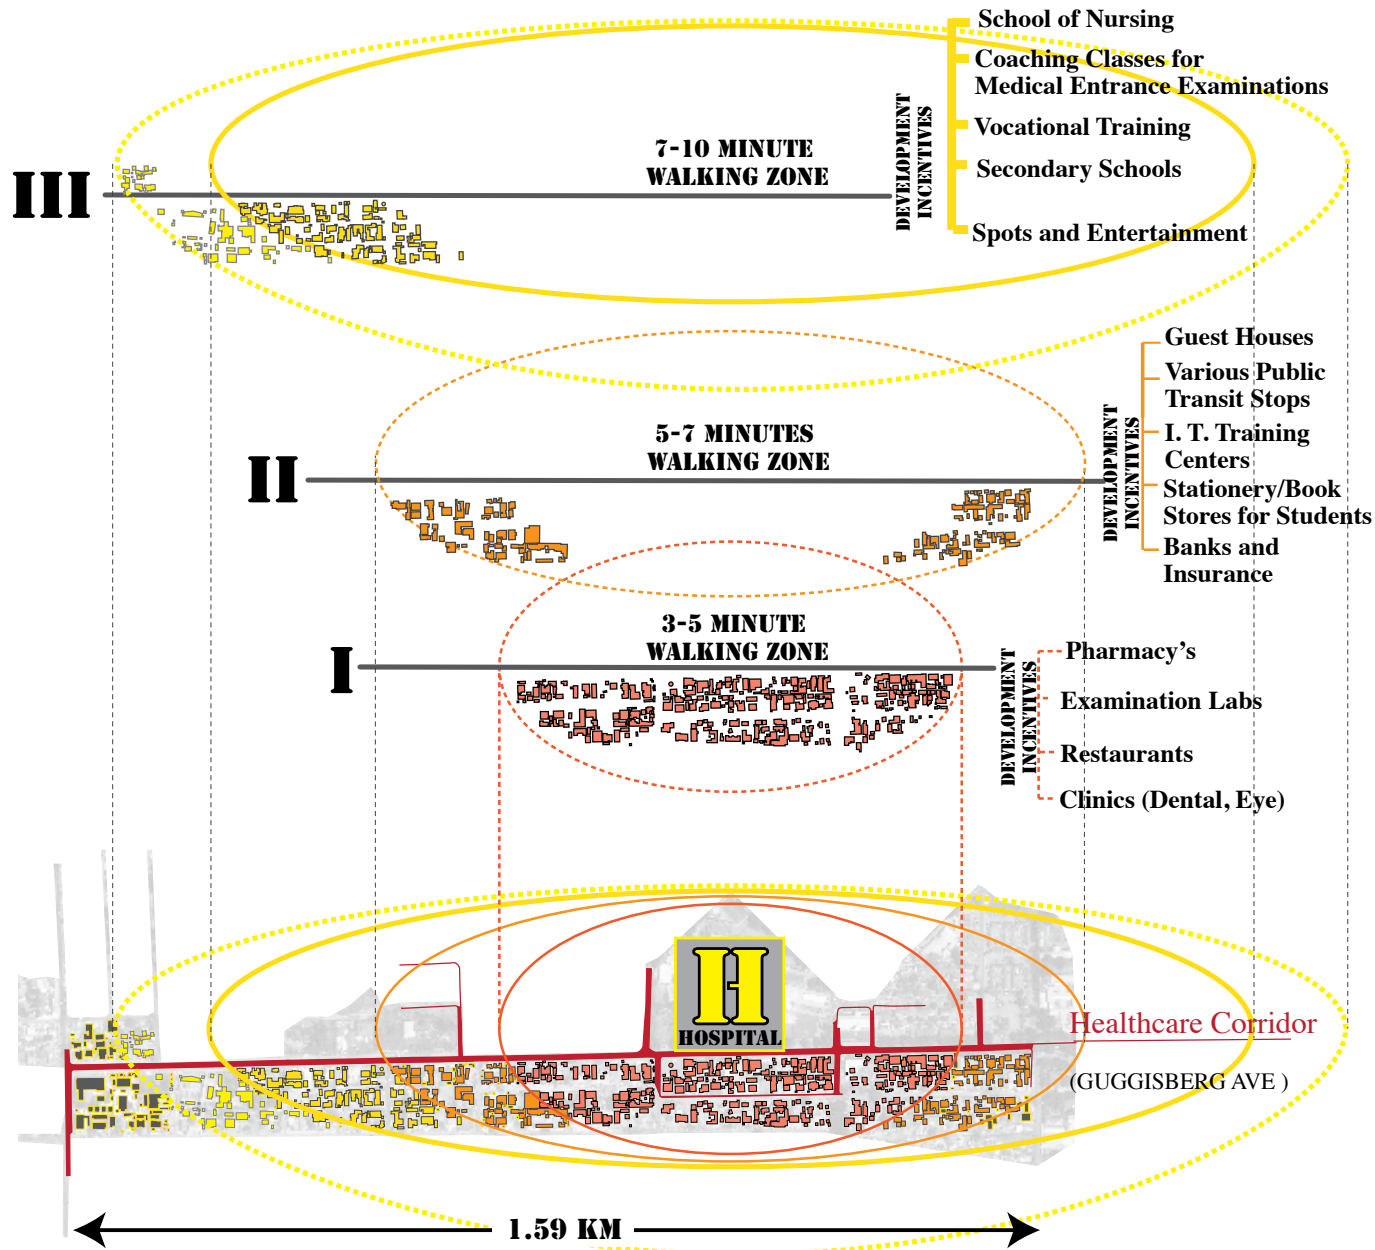 School of Nursing
Coaching Classes for
Medical Entrance Examinations
Vocational Training
Secondary Schools
Spots and Entertainment
DEVELOPMENT
INCENTIVES
7-10 MINUTE
WALKING ZONE
III
Guest Houses
Various Public
Transit Stops
I. T. Training
Centers
Stationery/Book
Stores for Students
Banks and
Insurance
DEVELOPMENT
INCENTIVES
5-7 MINUTES
WALKING ZONE
II
3-5 MINUTE
WALKING ZONE
I
DEVELOPMENT
INCENTIVES
Pharmacy's
Examination Labs
Restaurants
Clinics (Dental, Eye)
H
HOSPITAL
Healthcare Corridor
(GUGGISBERG AVE )
1.59 KM